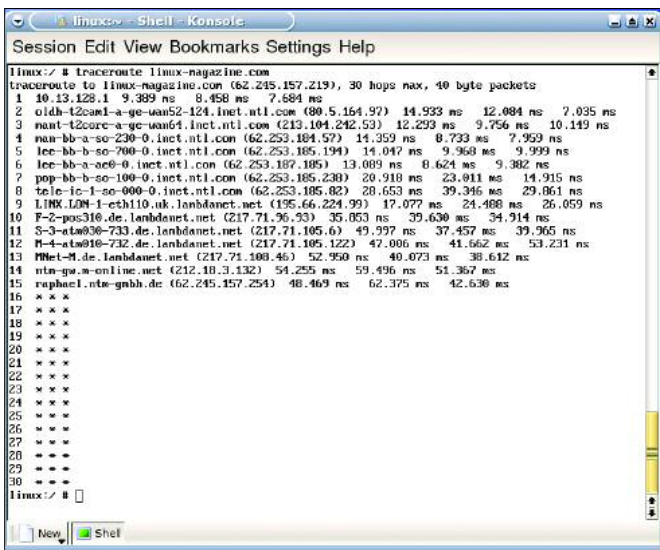 linux:~ - Shell - Konsole
Session Edit View Bookmarks Settings Help
linux:/ # traceroute linux-magazine.com
traceroute to linux-magazine.com (62.245.157.219), 30 hops max, 40 byte packets
1 10.13.128.1 9.389 ms 8.458 ms 7.684 ms
2 oldh-t2cam1-a-ge-wan52-124.inet.ntl.com (80.5.164.97) 14.933 ms 12.084 ms 7.035 ms
3 mant-t2core-a-ge-wan64.inet.ntl.com (213.104.242.53) 12.293 ms 9.756 ms 10.149 ms
4 man-bb-a-so-230-0.inet.ntl.com (62.253.184.57) 14.359 ms 8.733 ms 7.959 ms
5 lee-bb-b-so-700-0.inet.ntl.com (62.253.185.194) 14.047 ms 9.968 ms 9.999 ms
6 lee-bb-a-ae0-0.inet.ntl.com (62.253.187.185) 13.089 ms 8.624 ms 9.382 ms
7 pop-bb-b-so-100-0.inet.ntl.com (62.253.185.238) 20.918 ms 23.011 ms 14.915 ms
8 tele-ic-1-so-000-0.inet.ntl.com (62.253.185.82) 28.653 ms 39.346 ms 29.861 ms
9 LINX.LON-1-eth110.uk.lambdanet.net (195.66.224.99) 17.077 ms 24.488 ms 26.059 ms
10 F-2-pos310.de.lambdanet.net (217.71.96.93) 35.853 ms 39.630 ms 34.914 ms
11 S-3-atm030-733.de.lambdanet.net (217.71.105.6) 49.997 ms 37.457 ms 39.965 ms
12 M-4-atm010-732.de.lambdanet.net (217.71.105.122) 47.006 ms 41.662 ms 53.231 ms
13 MNet-M.de.lambdanet.net (217.71.108.46) 52.950 ms 40.073 ms 38.612 ms
14 ntm-gw.m-online.net (212.18.3.132) 54.255 ms 59.496 ms 51.367 ms
15 raphael.ntm-gmbh.de (62.245.157.254) 48.469 ms 62.375 ms 42.630 ms
16 * * *
17 * * *
18 * * *
19 * * *
20 * * *
21 * * *
22 * * *
23 * * *
24 * * *
25 * * *
26 * * *
27 * * *
28 * * *
29 * * *
30 * * *
linux:/ #
New Shell